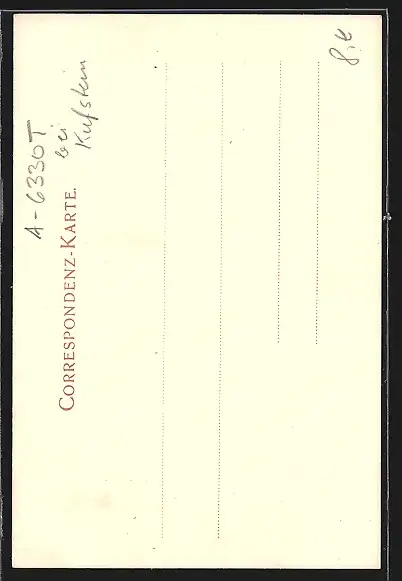 A-6330T
bei
Kufstein
CORRESPONDENZ-KARTE.
8,€